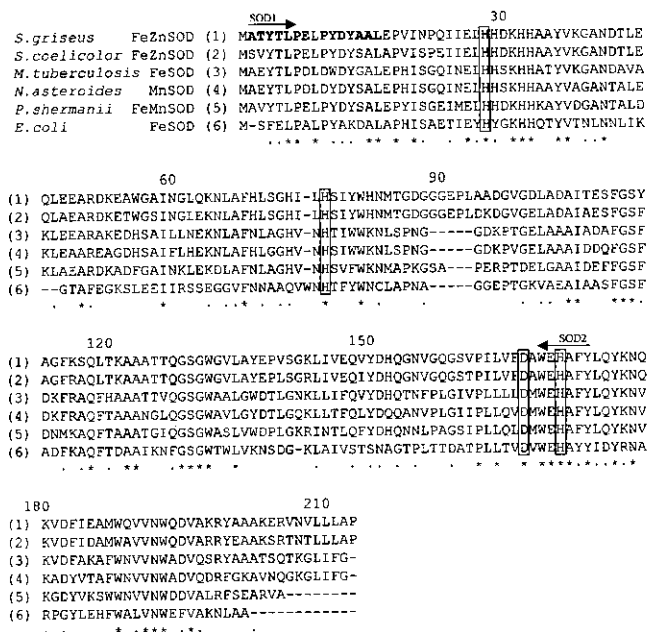 SOD1
30
S.griseus FeZnSOD (1) MATYTLPELPYDYAALEPVINPQIIELHHDKHHAAYVKGANDTLE
S.coelicolor FeZnSOD (2) MSVYTLPELPYDYSALEPVISPEIIELHHDKHHAAYVKGANDTLE
M.tuberculosis FeSOD (3) MAEYTLPDLDWDYGALEPHISGQINELHHSKHHATYVKGANDAVA
N.asteroides MnSOD (4) MAEYTLPDLDYDYSALEPHISGQINELHHSKHHAAYVAGANTALE
P.shermanii FeMnSOD (5) MAVYTLPELPYDYSALAPYISGEIMELHHDKHHKAYVDGANTALD
E.coli FeSOD (6) M-SFELPALPYAKDALAPHISAETIEYHYGKHHQTYVTNLNNLIK
60 90
(1) QLEEARDKEAWGAINGLQKNLAFHLSGHI-LHSIYWHNMTGDGGGEPLAADGVGDLADAITESFGSY
(2) QLAEARDKETWGSINGLEKNLAFHLSGHI-LHSIYWHNMTGDGGGEPLDKDGVGELADAIAESFGSF
(3) KLEEARAKEDHSAILLNEKNLAFNLAGHV-NHTIWWKNLSPNG-----GDKPTGELAAAIADAFGSF
(4) KLEAAREAGDHSAIFLHEKNLAFHLGGHV-NHSIWWKNLSPNG-----GDKPVGELAAAIDDQFGSF
(5) KLAEARDKADFGAINKLEKDLAFNLAGHV-NHSVFWKNMAPKGSA----PERPTDELGAAIDEFFGSF
(6) --GTAFEGKSLEEIIRSSEGGVFNNAAQVWNHTFYWNCLAPNA-----GGEPTGKVAEAIAASFGSF
120 150 SOD2
(1) AGFKSQLTKAAATTQGSGWGVLAYEPVSGKLIVEQVYDHQGNVGQGSVPILVFDAWEHAFYLQYKNQ
(2) AGFRAQLTKAAATTQGSGWGVLAYEPLSGRLIVEQIYDHQGNVGQGSTPILVFDAWEHAFYLQYKNQ
(3) DKFRAQFHAAATTVQGSGWAALGWDTLGNKLLIFQVYDHQTNFPLGIVPLLLLDMWEHAFYLQYKNV
(4) DKFRAQFTAAANGLQGSGWAVLGYDTLGQKLLTFQLYDQQANVPLGIIPLLQVDMWEHAFYLQYKNV
(5) DNMKAQFTAAATGIQGSGWASLVWDPLGKRINTLQFYDHQNNLPAGSIPLLQLDMWEHAFYLQYKNV
(6) ADFKAQFTDAAIKNFGSGWTWLVKNSDG-KLAIVSTSNAGTPLTTDATPLLTVDVWEHAYYIDYRNA
180 210
(1) KVDFIEAMWQVVNWQDVAKRYAAAKERVNVLLLAP
(2) KVDFIDAMWAVVNWQDVARRYEAAKSRTNTLLLAP
(3) KVDFAKAFWNVVNWADVQSRYAAATSQTKGLIFG-
(4) KADYVTAFWNVVNWADVQDRFGKAVNQGKGLIFG-
(5) KGDYVKSWWNVVNWDDVALRFSEARVA--------
(6) RPGYLEHFWALVNWEFVAKNLAA------------